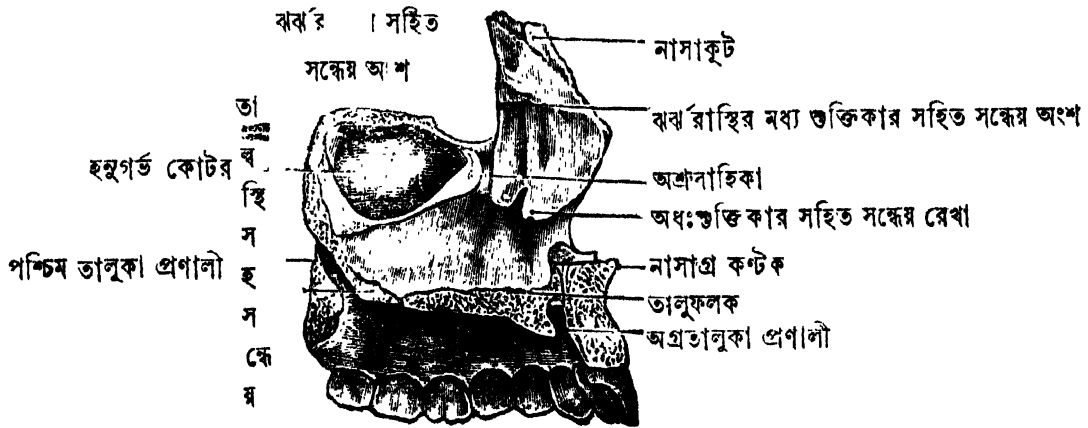 ঝর্ঝর । সহিত
সন্ধেয় অংশ
নাসাকূট
ঝর্ঝরাস্থির মধ্য শুক্তিকার সহিত সন্ধেয় অংশ
হনুগর্ভ কোটর
অশ্রুবাহিকা
অধঃশুক্তিকার সহিত সন্ধেয় রেখা
পশ্চিম তালুকা প্রণালী
নাসাগ্র কণ্টক
তালুফলক
অগ্রতালুকা প্রণালী
তা
ল্ব
স্থি
স
হ
স
ন্ধে
য়